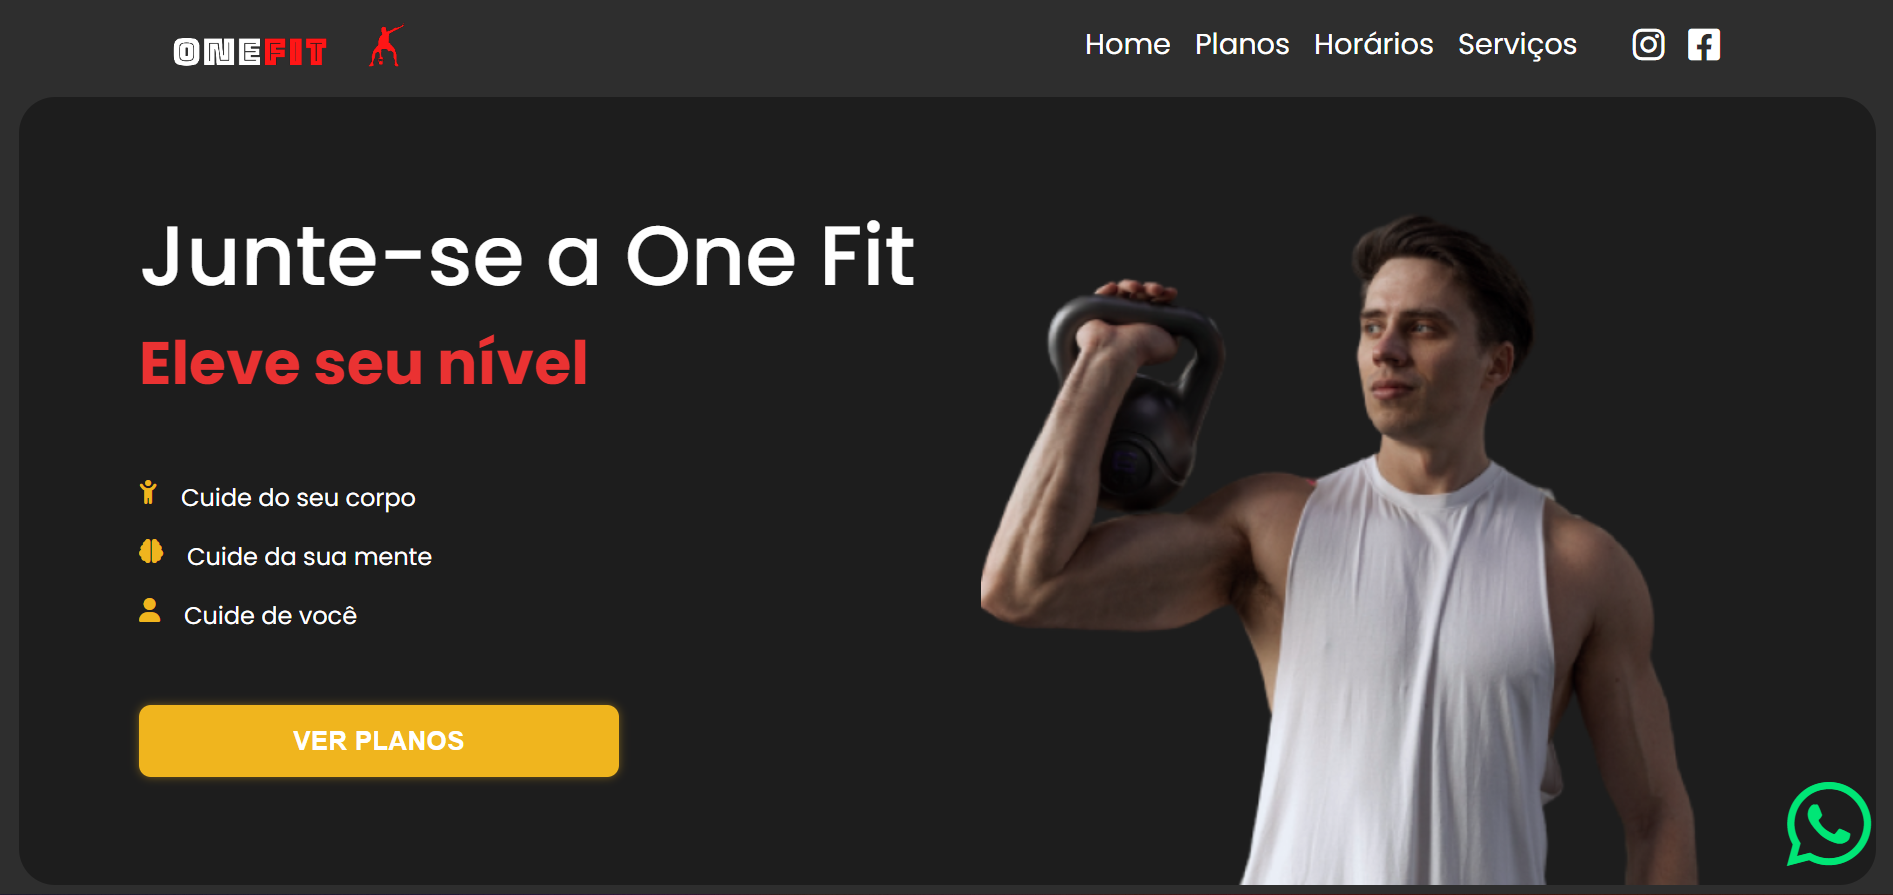 ONEFIT
Home Planos Horários Serviços
Junte-se a One Fit
Eleve seu nível
Cuide do seu corpo
Cuide da sua mente
Cuide de você
VER PLANOS